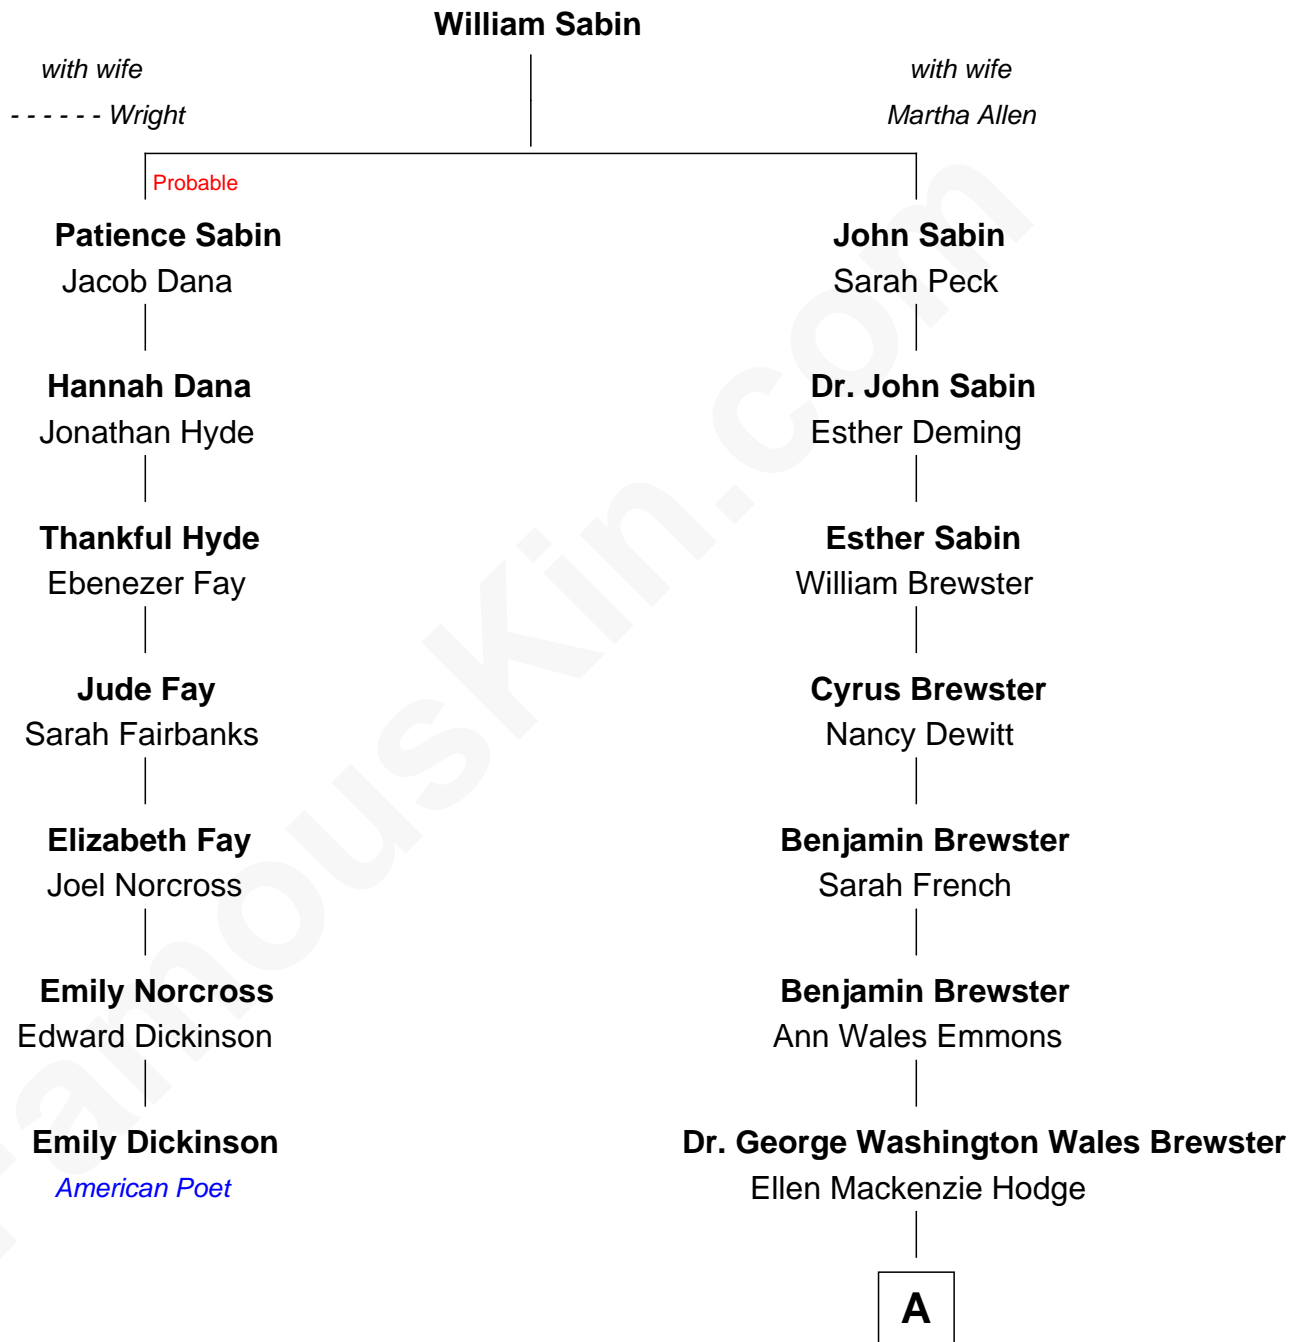 William Sabin
with wife
with wife
- - - - - - Wright
Martha Allen
Probable
Patience Sabin
Jacob Dana
John Sabin
Sarah Peck
Hannah Dana
Jonathan Hyde
Dr. John Sabin
Esther Deming
Thankful Hyde
Ebenezer Fay
Esther Sabin
William Brewster
Jude Fay
Sarah Fairbanks
Cyrus Brewster
Nancy Dewitt
Elizabeth Fay
Joel Norcross
Benjamin Brewster
Sarah French
Emily Norcross
Edward Dickinson
Benjamin Brewster
Ann Wales Emmons
Emily Dickinson
American Poet
Dr. George Washington Wales Brewster
Ellen Mackenzie Hodge
A
FamousKin.com